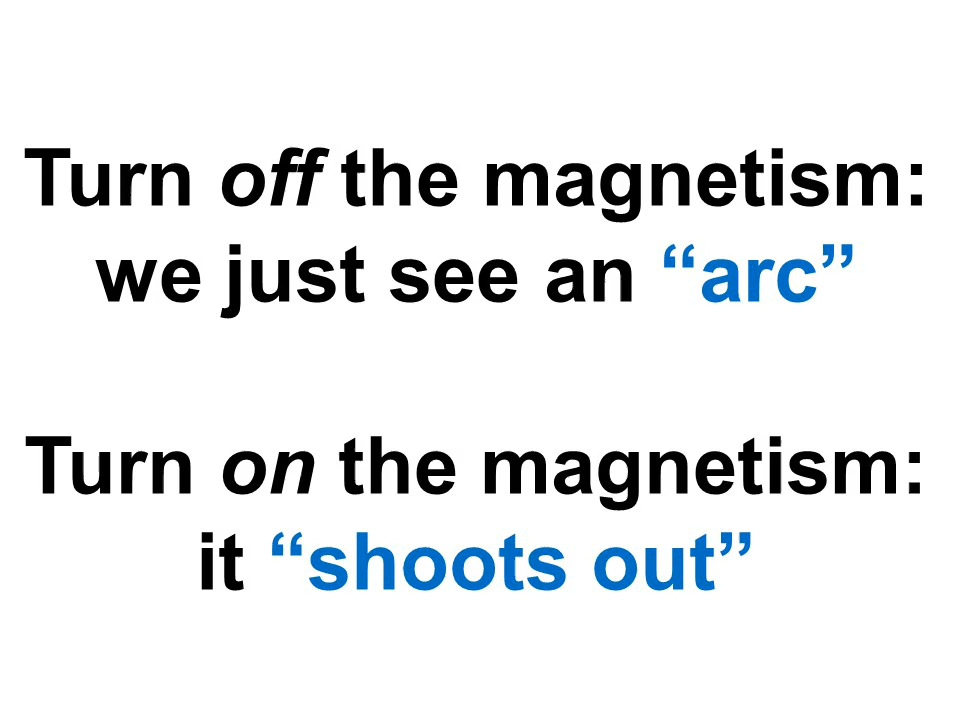 Turn off the magnetism:
we just see an “arc”
Turn on the magnetism:
it “shoots out”